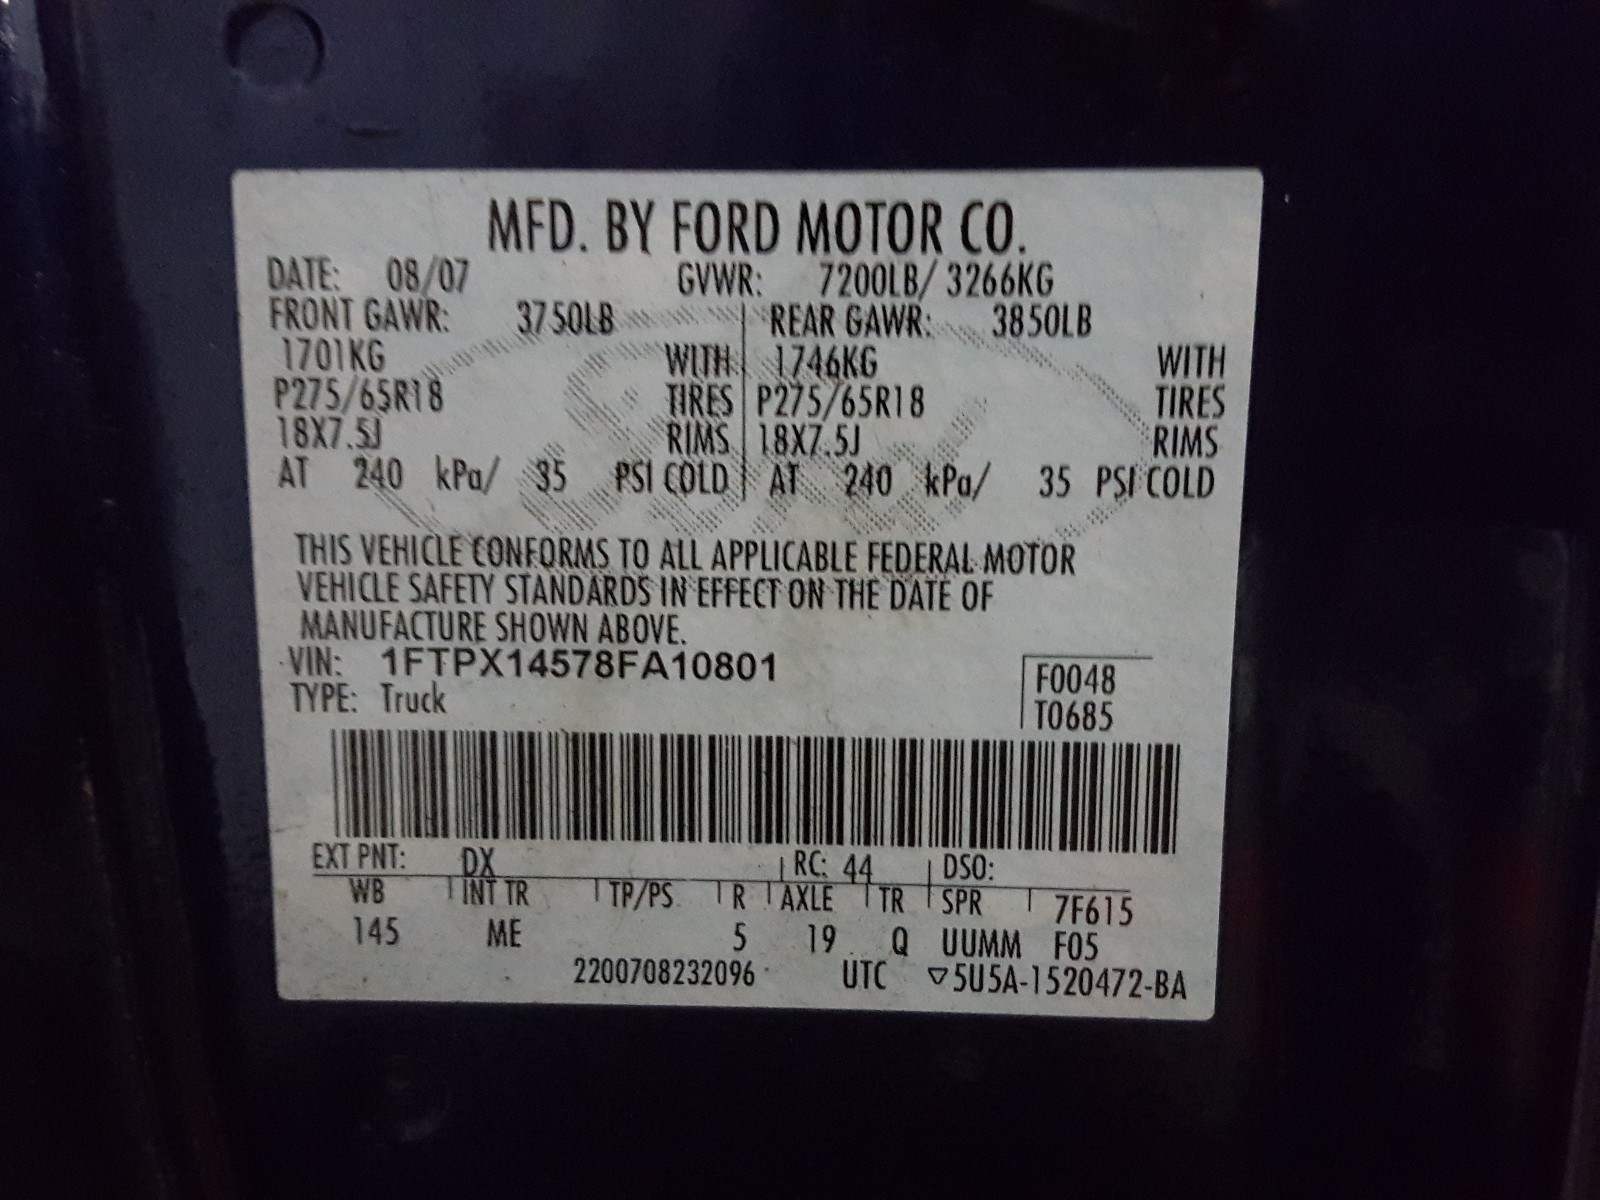 MFD. BY FORD MOTOR CO.
DATE: 08/07 GVWR: 7200LB/ 3266KG
FRONT GAWR: 3750LB REAR GAWR: 3850LB
1701KG WITH 1746KG WITH
P275/65R18 TIRES P275/65R18 TIRES
18X7.5J RIMS 18X7.5J RIMS
AT 240 kPa/ 35 PSI COLD AT 240 kPa/ 35 PSI COLD
THIS VEHICLE CONFORMS TO ALL APPLICABLE FEDERAL MOTOR
VEHICLE SAFETY STANDARDS IN EFFECT ON THE DATE OF
MANUFACTURE SHOWN ABOVE.
VIN: 1FTPX14578FA10801
F0048
TYPE: Truck
T0685
EXT PNT: DX RC: 44 DSO:
WB INT TR TP/PS R AXLE TR SPR 7F615
145 ME 5 19 Q UUMM F05
2200708232096 UTC ▽5U5A-1520472-BA